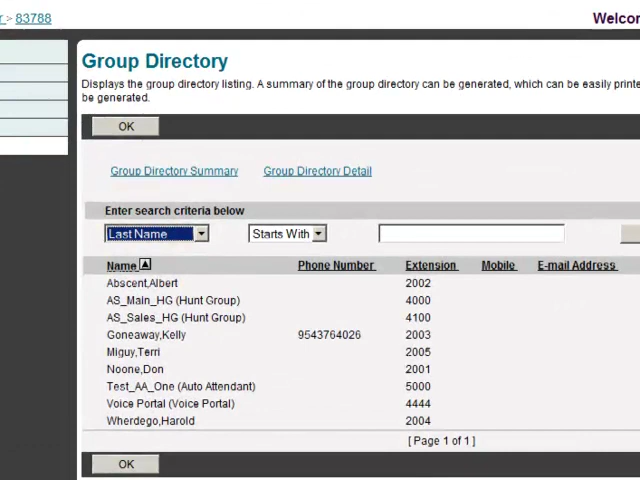 > 83788 Welcom
Group Directory
Displays the group directory listing. A summary of the group directory can be generated, which can be easily printe
be generated.
OK
Group Directory Summary Group Directory Detail
Enter search criteria below
Last Name Starts With
Name Phone Number Extension Mobile E-mail Address
Abscent,Albert 2002
AS_Main_HG (Hunt Group) 4000
AS_Sales_HG (Hunt Group) 4100
Goneaway,Kelly 9543764026 2003
Miguy,Terri 2005
Noone,Don 2001
Test_AA_One (Auto Attendant) 5000
Voice Portal (Voice Portal) 4444
Wherdego,Harold 2004
[ Page 1 of 1 ]
OK